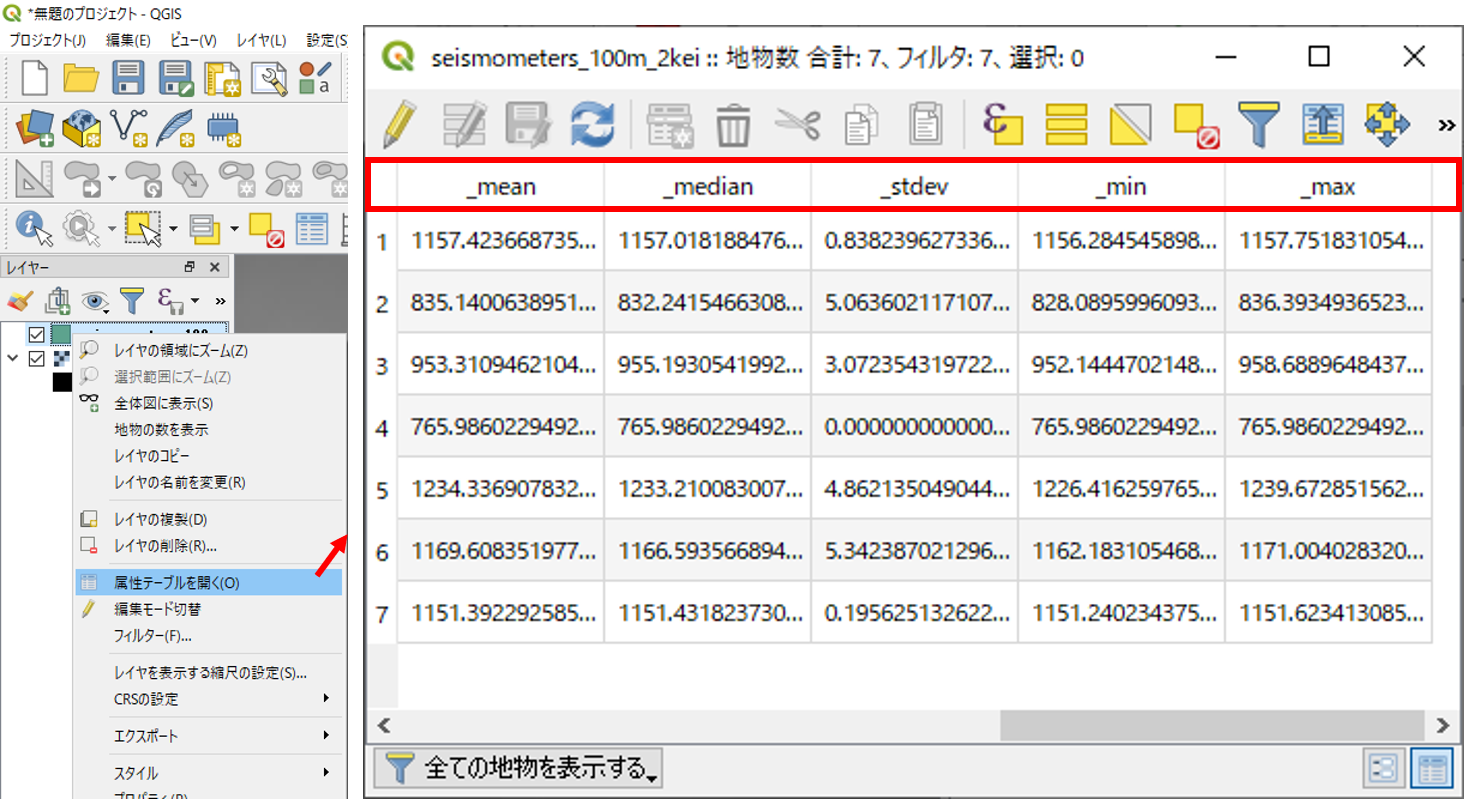 *無題のプロジェクト - QGIS
プロジェクト(J) 編集(E) ビュー(V) レイヤ(L) 設定(S
レイヤー
レイヤの領域にズーム(Z)
選択範囲にズーム(Z)
全体図に表示(S)
地物の数を表示
レイヤのコピー
レイヤの名前を変更(R)
レイヤの複製(D)
レイヤの削除(R)...
属性テーブルを開く(O)
編集モード切替
フィルター(F)...
レイヤを表示する縮尺の設定(S)...
CRSの設定
エクスポート
スタイル
seismometers_100m_2kei :: 地物数 合計: 7、フィルタ: 7、選択: 0
_mean _median _stdev _min _max
1 1157.423668735... 1157.018188476... 0.838239627336... 1156.284545898... 1157.751831054...
2 835.1400638951... 832.2415466308... 5.063602117107... 828.0895996093... 836.3934936523...
3 953.3109462104... 955.1930541992... 3.072354319722... 952.1444702148... 958.6889648437...
4 765.9860229492... 765.9860229492... 0.000000000000... 765.9860229492... 765.9860229492...
5 1234.336907832... 1233.210083007... 4.862135049044... 1226.416259765... 1239.672851562...
6 1169.608351977... 1166.593566894... 5.342387021296... 1162.183105468... 1171.004028320...
7 1151.392292585... 1151.431823730... 0.195625132622... 1151.240234375... 1151.623413085...
全ての地物を表示する